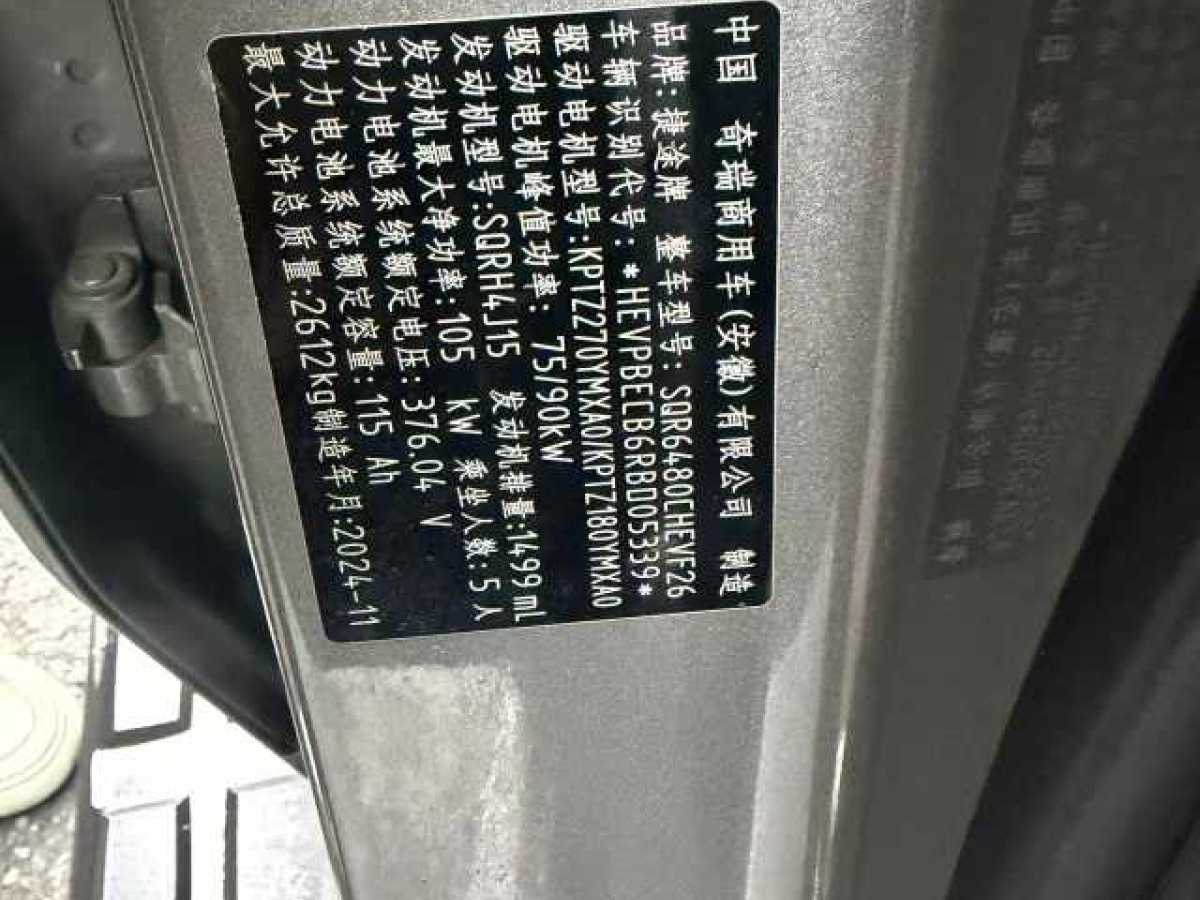 中国 奇瑞商用车(安徽)有限公司 制造
品牌:捷途牌 整车型号:SQR6480CHEVF26
车辆识别代号:*HEVPBECB6RBD05339*
驱动电机型号:KPTZ270YMXA0/KPTZ180YMXA0
驱动电机峰值功率: 75/90kW
发动机型号:SQRH4J15 发动机排量:1499ml
发动机最大净功率:105 kW 乘坐人数:5人
动力电池系统额定电压:376.04 V
动力电池系统额定容量:115 Ah
最大允许总质量:2612kg制造年月:2024-11